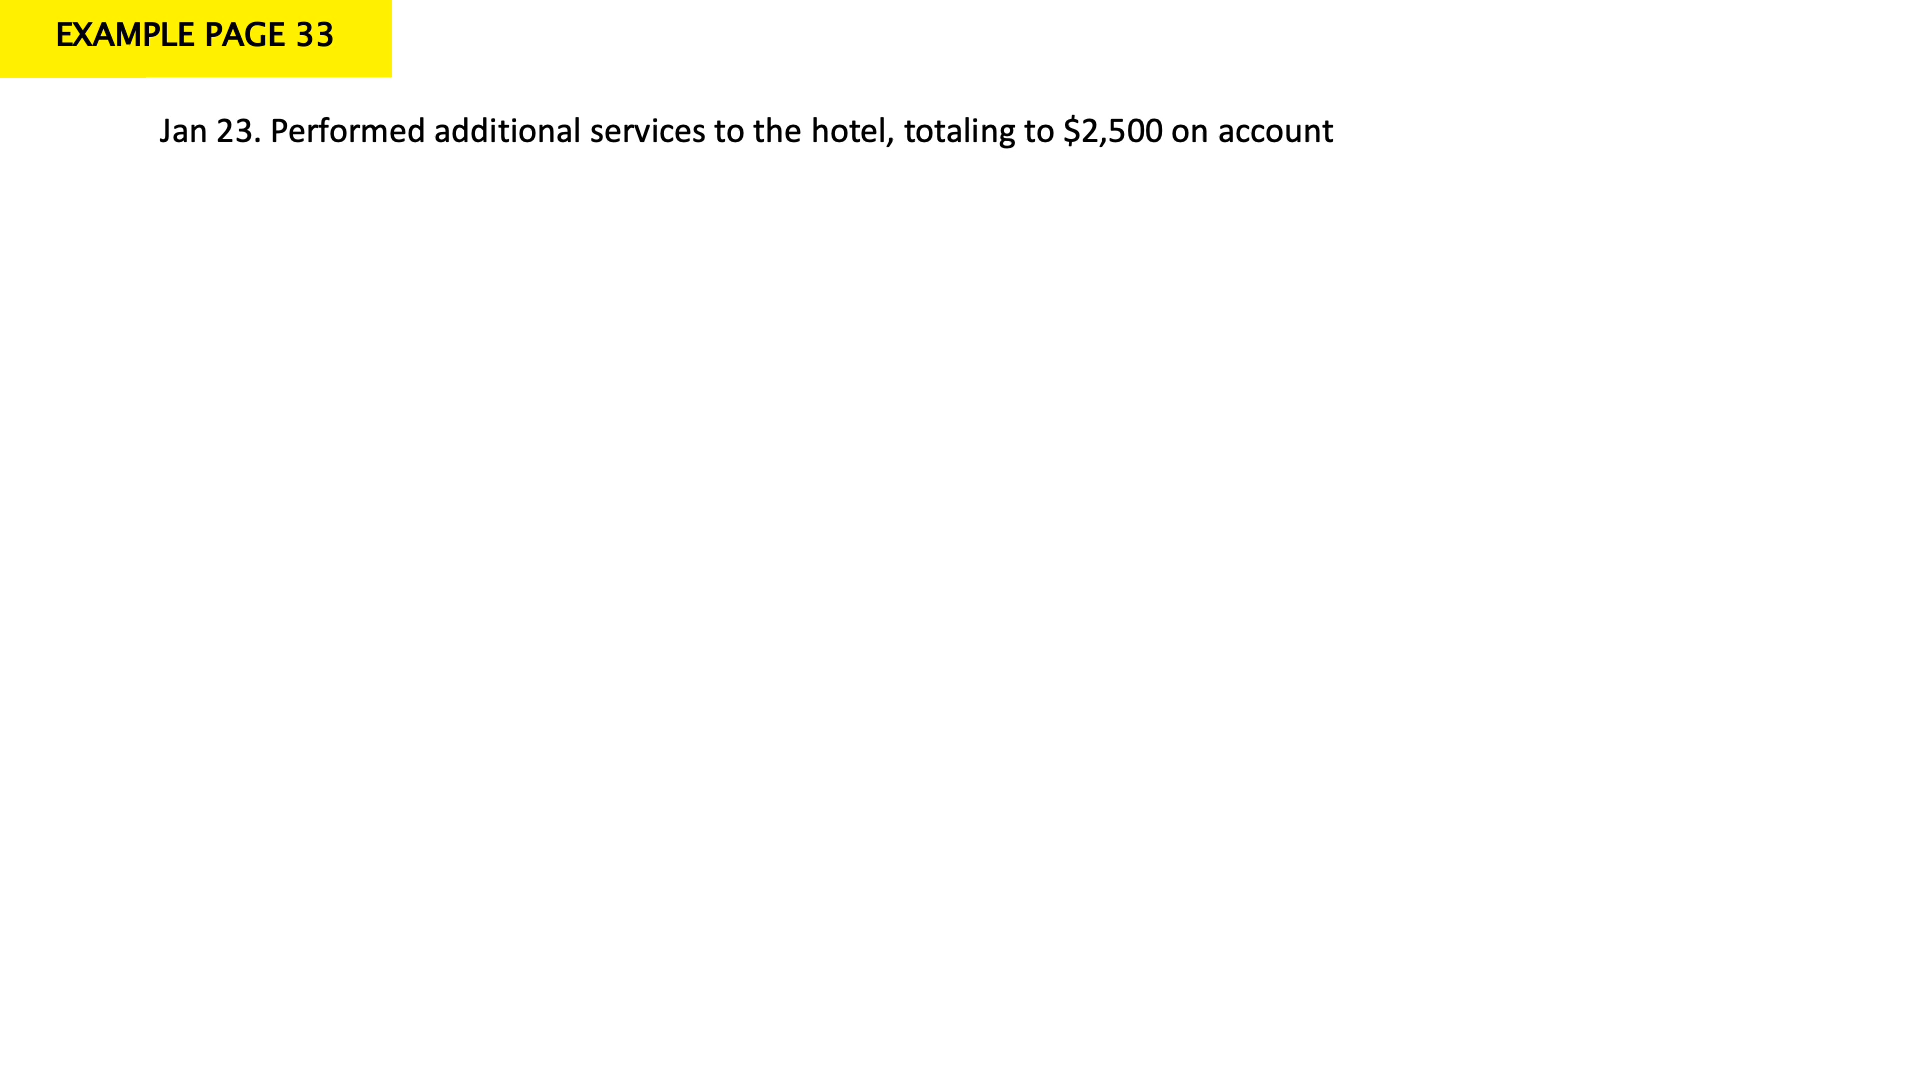 EXAMPLE PAGE 33
Jan 23. Performed additional services to the hotel, totaling to $2,500 on account